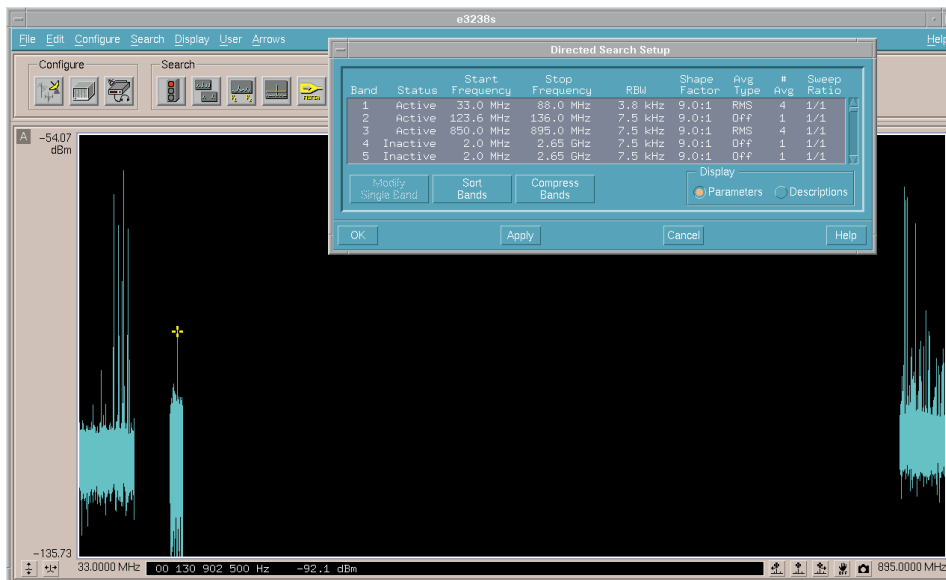 e3238s
File Edit Configure Search Display User Arrows Help
Configure Search
Directed Search Setup
Start Stop Shape Avg # Sweep
Band Status Frequency Frequency RBW Factor Type Avg Ratio
1 Active 33.0 MHz 88.0 MHz 3.8 kHz 9.0:1 RMS 4 1/1
2 Active 123.6 MHz 136.0 MHz 7.5 kHz 9.0:1 Off 1 1/1
3 Active 850.0 MHz 895.0 MHz 7.5 kHz 9.0:1 RMS 4 1/1
4 Inactive 2.0 MHz 2.65 GHz 7.5 kHz 9.0:1 Off 1 1/1
5 Inactive 2.0 MHz 2.65 GHz 7.5 kHz 9.0:1 Off 1 1/1
Modify Single Band
Sort Bands
Compress Bands
Display
Parameters Descriptions
OK Apply Cancel Help
A -54.07
dBm
-135.73
33.0000 MHz 00 130 902 500 Hz -92.1 dBm 895.0000 MHz